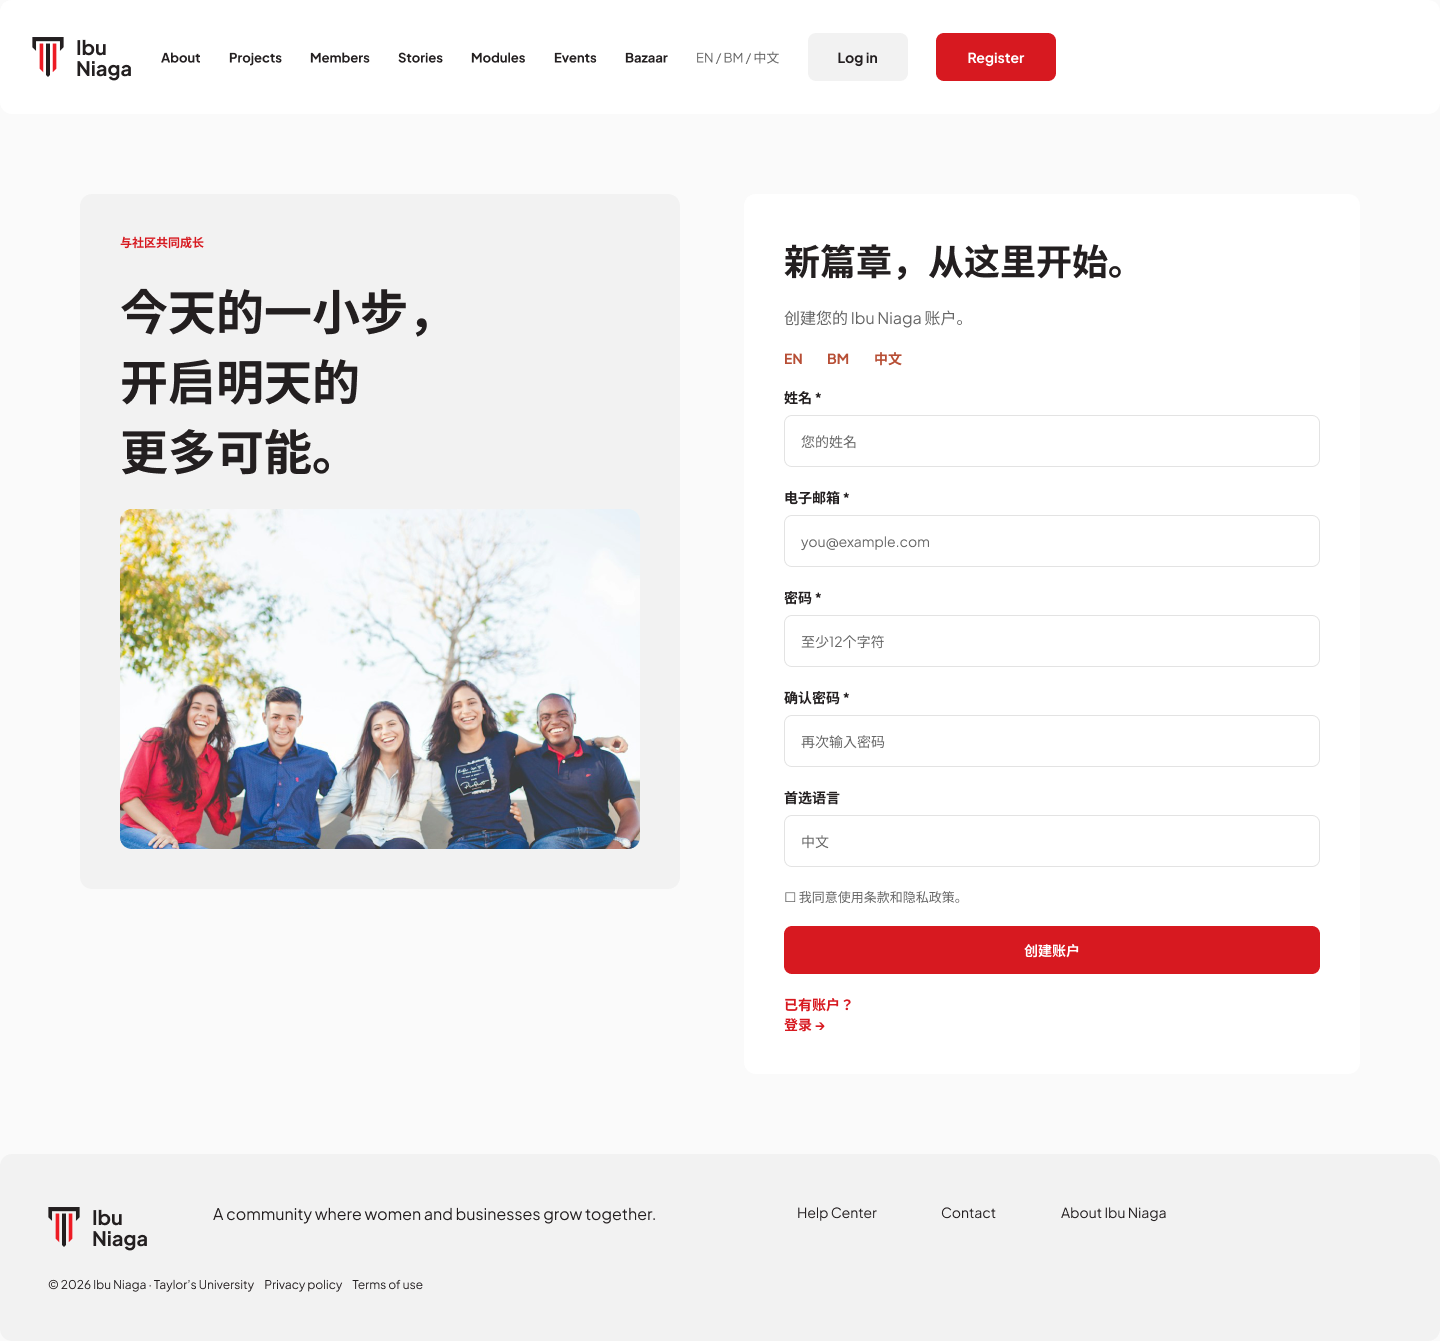 Ibu
Niaga
About
Projects
Members
Stories
Modules
Events
Bazaar
EN / BM / 中文
Log in
Register
与社区共同成长
今天的一小步，
开启明天的
更多可能。
新篇章，从这里开始。
创建您的 Ibu Niaga 账户。
EN
BM
中文
姓名 *
您的姓名
电子邮箱 *
you@example.com
密码 *
至少12个字符
确认密码 *
再次输入密码
首选语言
中文
☐ 我同意使用条款和隐私政策。
创建账户
已有账户？
登录 →
Ibu
Niaga
A community where women and businesses grow together.
Help Center
Contact
About Ibu Niaga
© 2026 Ibu Niaga · Taylor's University
Privacy policy
Terms of use